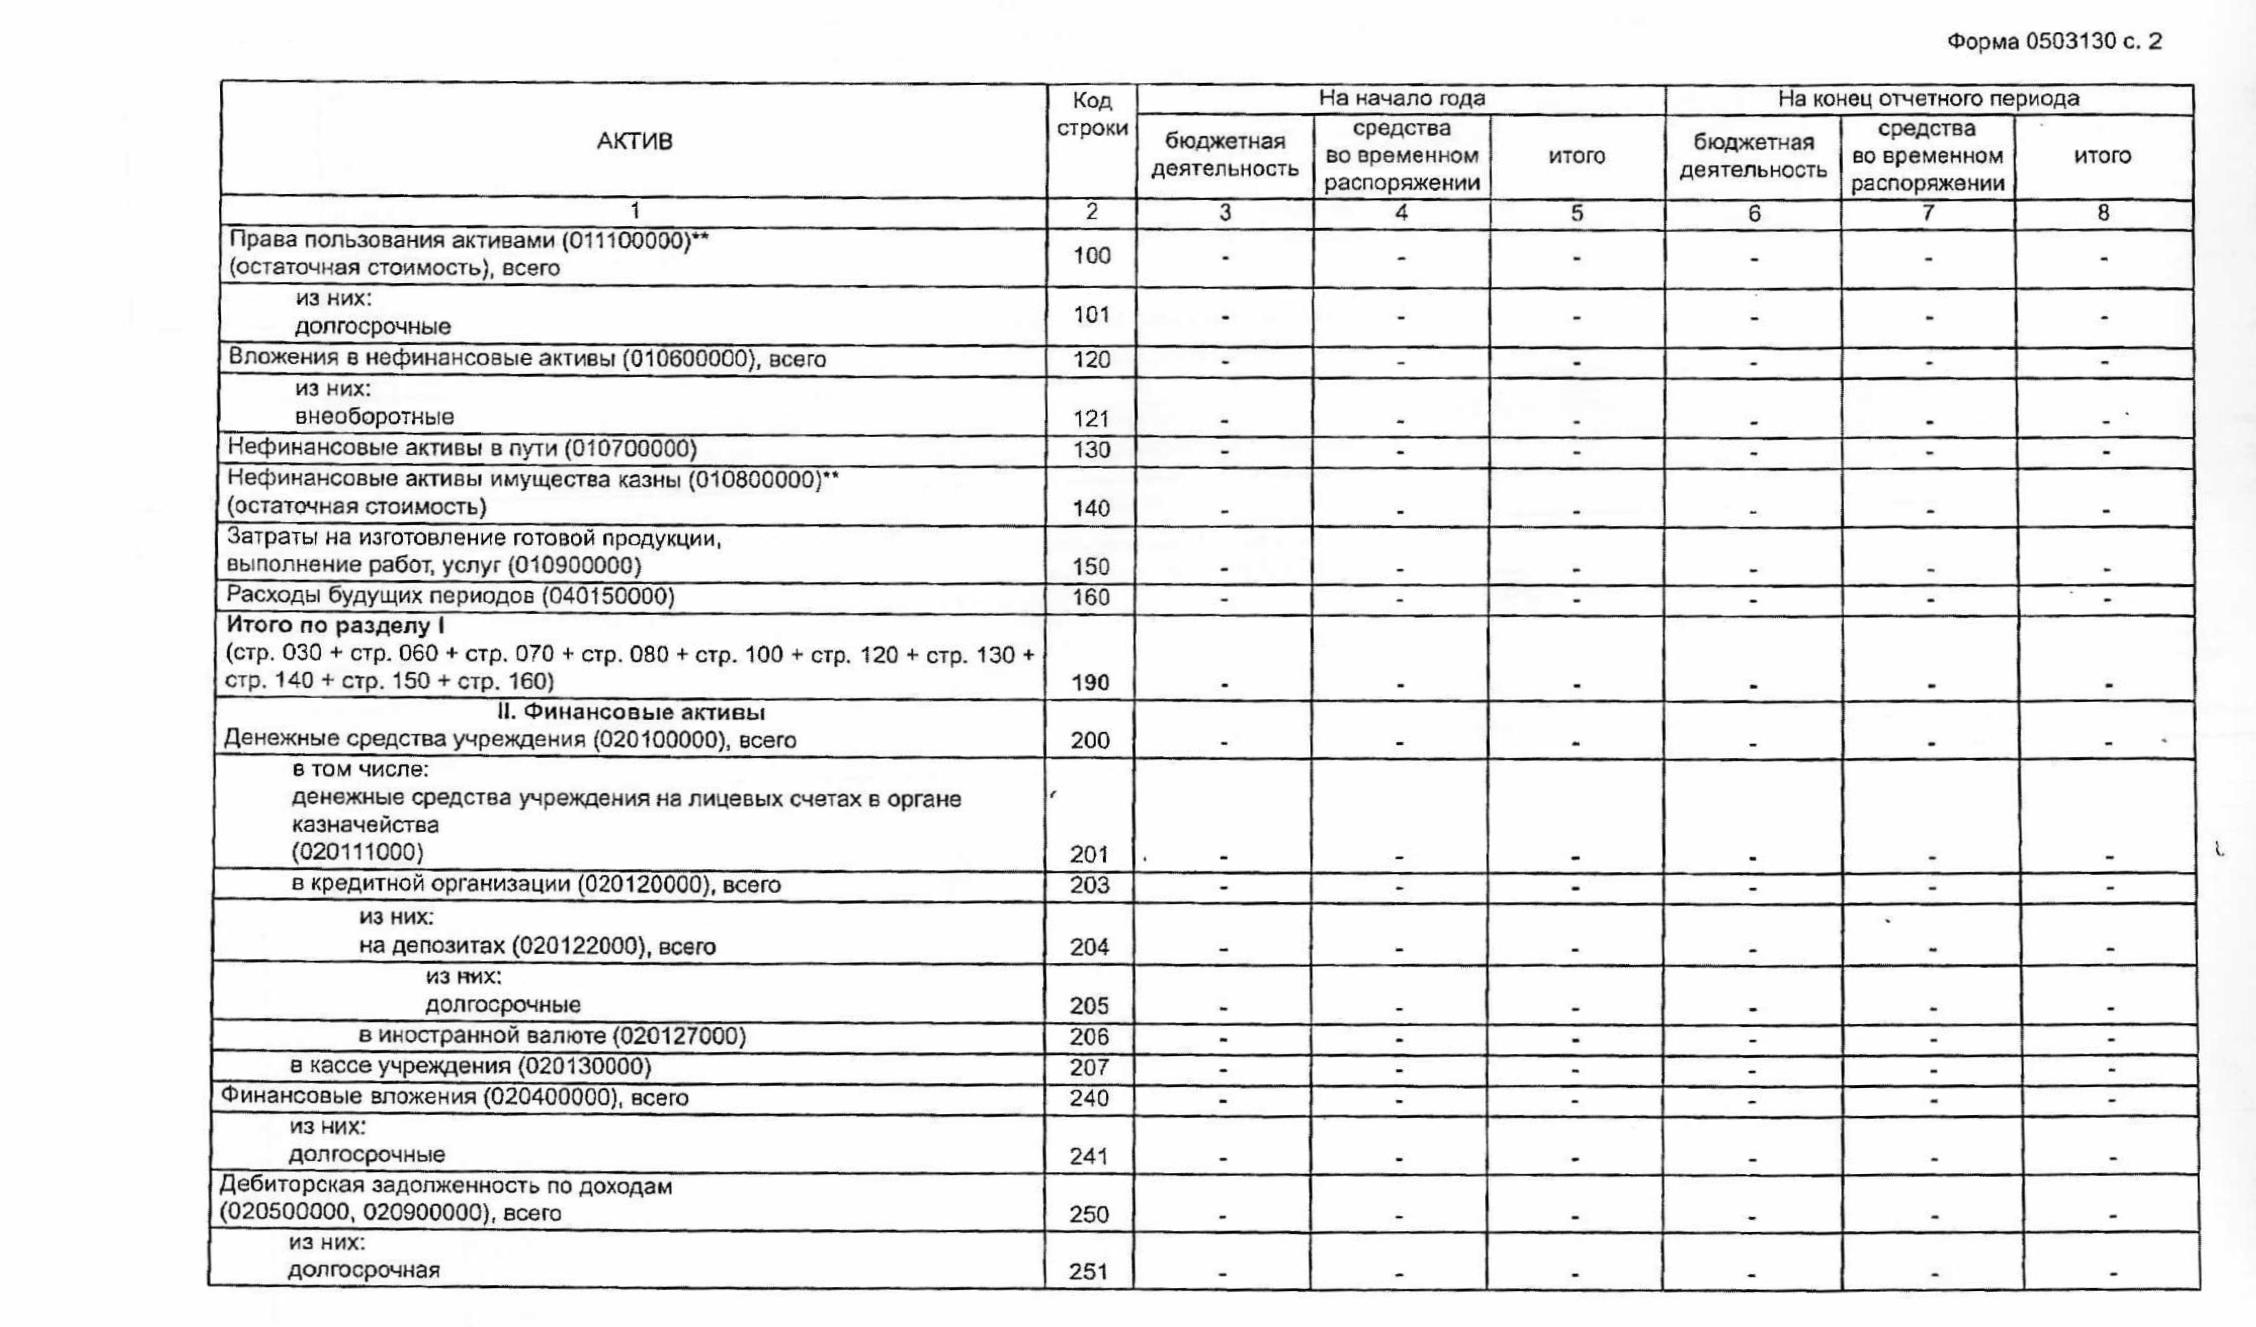 Форма 0503130 с. 2
АКТИВ
Код
строки
На начало года
На конец отчетного периода
бюджетная
деятельность
средства
во временном
распоряжении
итого
бюджетная
деятельность
средства
во временном
распоряжении
итого
1 2 3 4 5 6 7 8
Права пользования активами (011100000)**
(остаточная стоимость), всего 100 - - - - - -
из них:
долгосрочные 101 - - - - - -
Вложения в нефинансовые активы (010600000), всего 120 - - - - - -
из них:
внеоборотные 121 - - - - - -
Нефинансовые активы в пути (010700000) 130 - - - - - -
Нефинансовые активы имущества казны (010800000)**
(остаточная стоимость) 140 - - - - - -
Затраты на изготовление готовой продукции,
выполнение работ, услуг (010900000) 150 - - - - - -
Расходы будущих периодов (040150000) 160 - - - - - -
Итого по разделу I
(стр. 030 + стр. 060 + стр. 070 + стр. 080 + стр. 100 + стр. 120 + стр. 130 +
стр. 140 + стр. 150 + стр. 160) 190 - - - - - -
II. Финансовые активы
Денежные средства учреждения (020100000), всего 200 - - - - - -
в том числе:
денежные средства учреждения на лицевых счетах в органе
казначейства
(020111000) 201 - - - - - -
в кредитной организации (020120000), всего 203 - - - - - -
из них:
на депозитах (020122000), всего 204 - - - - - -
из них:
долгосрочные 205 - - - - - -
в иностранной валюте (020127000) 206 - - - - - -
в кассе учреждения (020130000) 207 - - - - - -
Финансовые вложения (020400000), всего 240 - - - - - -
из них:
долгосрочные 241 - - - - - -
Дебиторская задолженность по доходам
(020500000, 020900000), всего 250 - - - - - -
из них:
долгосрочная 251 - - - - - -